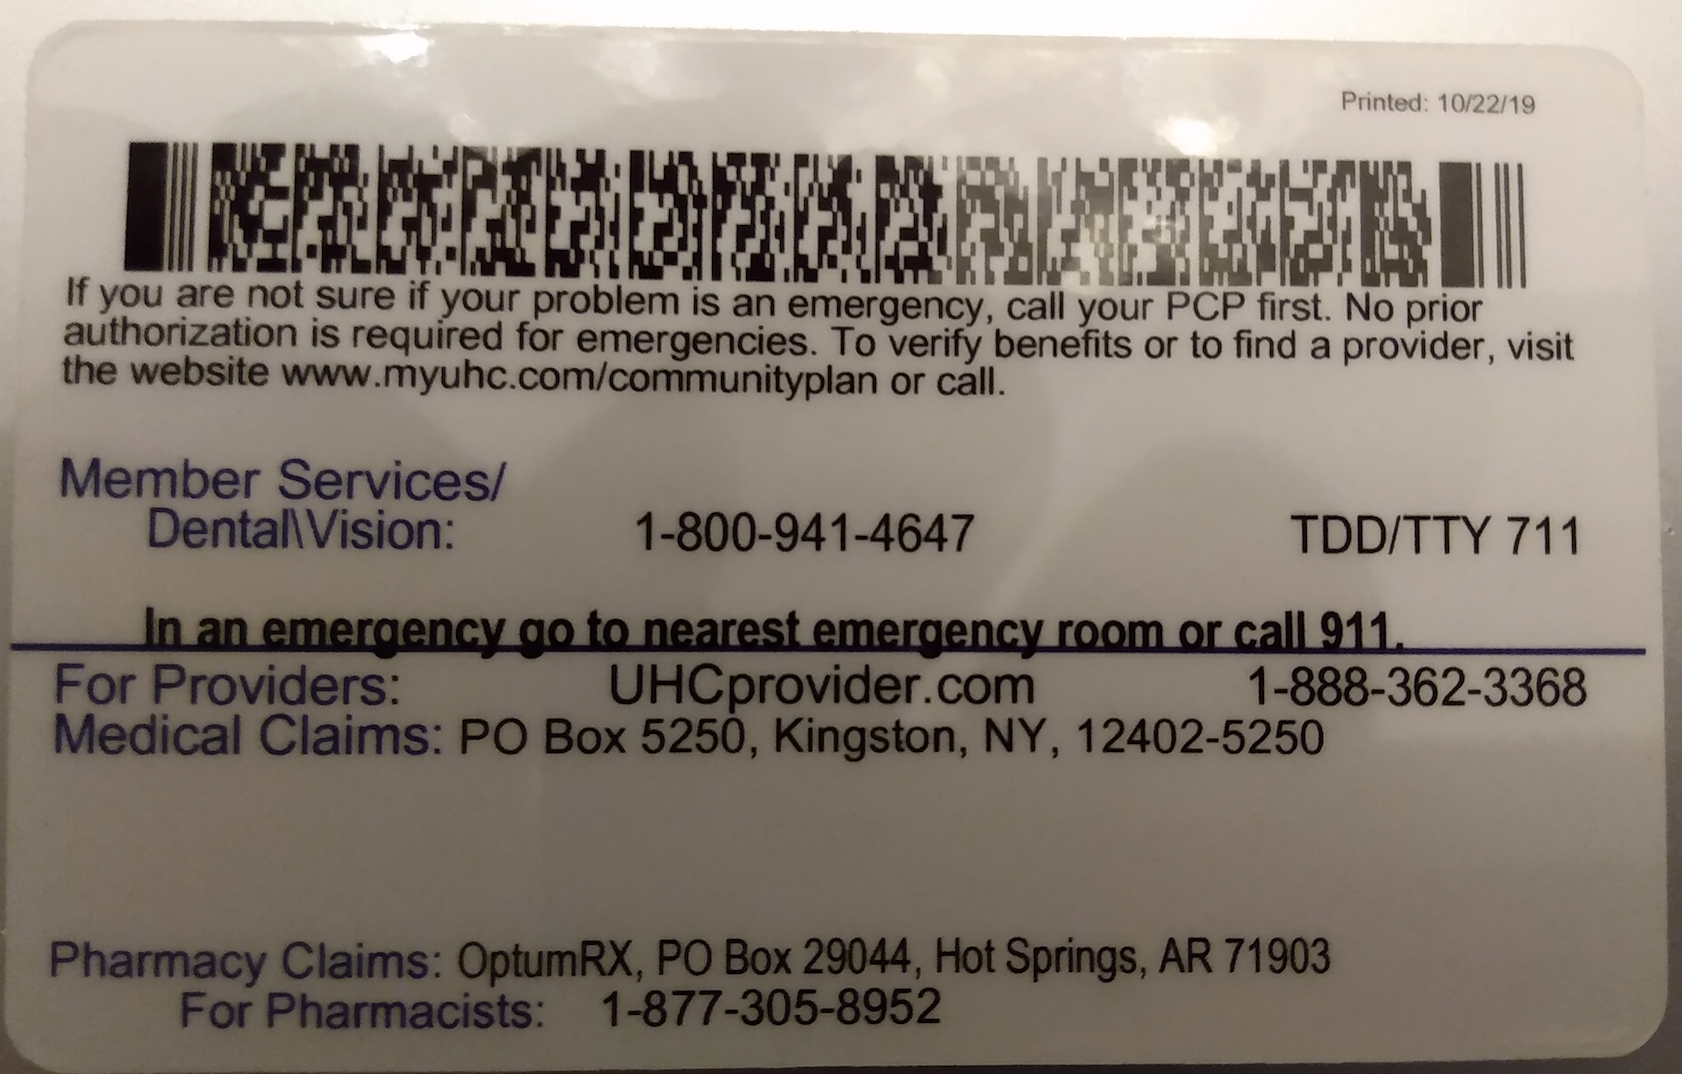 Printed: 10/22/19
If you are not sure if your problem is an emergency, call your PCP first. No prior
authorization is required for emergencies. To verify benefits or to find a provider, visit
the website www.myuhc.com/communityplan or call.
Member Services/
Dental\Vision: 1-800-941-4647 TDD/TTY 711
In an emergency go to nearest emergency room or call 911.
For Providers: UHCprovider.com 1-888-362-3368
Medical Claims: PO Box 5250, Kingston, NY, 12402-5250
Pharmacy Claims: OptumRX, PO Box 29044, Hot Springs, AR 71903
For Pharmacists: 1-877-305-8952